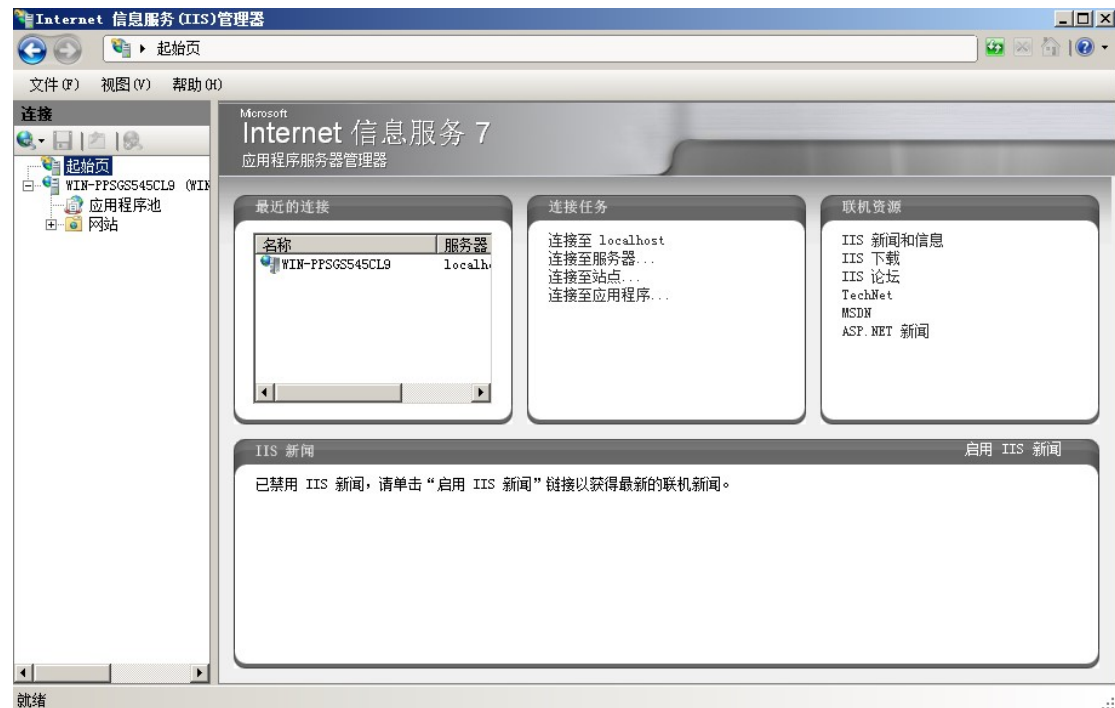 Internet 信息服务(IIS)管理器
起始页
文件(F) 视图(V) 帮助(H)
连接
起始页
WIN-PPSGS545CL9 (WIN
应用程序池
网站
Microsoft
Internet 信息服务 7
应用程序服务器管理器
最近的连接
名称 服务器
WIN-PPSGS545CL9 localh
连接任务
连接至 localhost
连接至服务器...
连接至站点...
连接至应用程序...
联机资源
IIS 新闻和信息
IIS 下载
IIS 论坛
TechNet
MSDN
ASP.NET 新闻
IIS 新闻 启用 IIS 新闻
已禁用 IIS 新闻，请单击“启用 IIS 新闻”链接以获得最新的联机新闻。
就绪